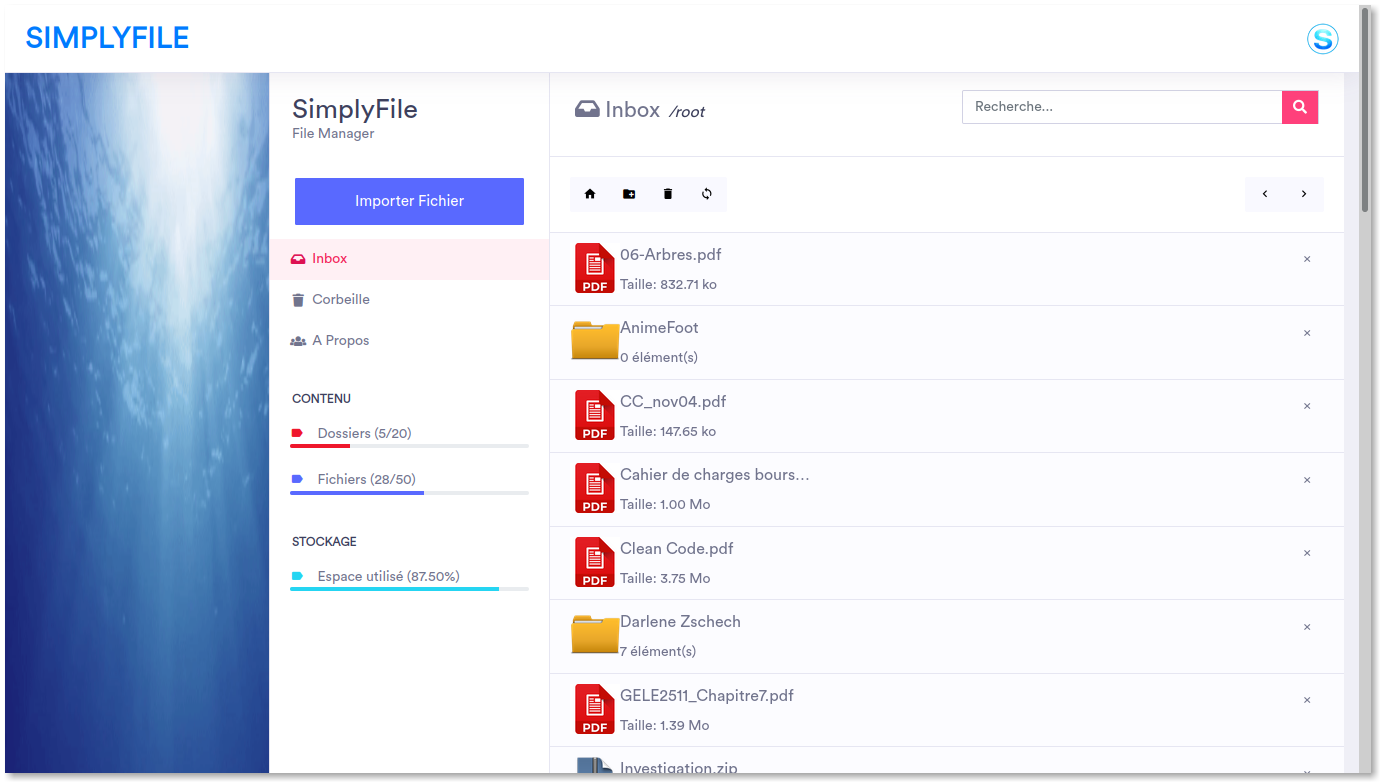 SIMPLYFILE
S
SimplyFile
File Manager
Importer Fichier
Inbox
Corbeille
A Propos
CONTENU
Dossiers (5/20)
Fichiers (28/50)
STOCKAGE
Espace utilisé (87.50%)
Inbox /root
Recherche...
06-Arbres.pdf
PDF
Taille: 832.71 ko
AnimeFoot
0 élément(s)
CC_nov04.pdf
PDF
Taille: 147.65 ko
Cahier de charges bours...
PDF
Taille: 1.00 Mo
Clean Code.pdf
PDF
Taille: 3.75 Mo
Darlene Zschech
7 élément(s)
GELE2511_Chapitre7.pdf
PDF
Taille: 1.39 Mo
Investigation.zip